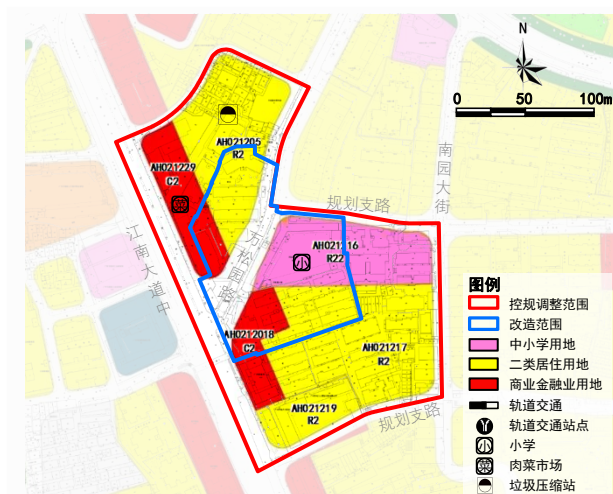 N
0 50 100m
AH021205
R2
AH021229
C2
南园大街
规划支路
万松园路
江南大道中
AH021216
R22
小
AH0212018
C2
AH021217
R2
AH021219
R2
规划支路
图例
控规调整范围
改造范围
中小学用地
二类居住用地
商业金融业用地
轨道交通
轨道交通站点
小
小学
肉菜市场
垃圾压缩站